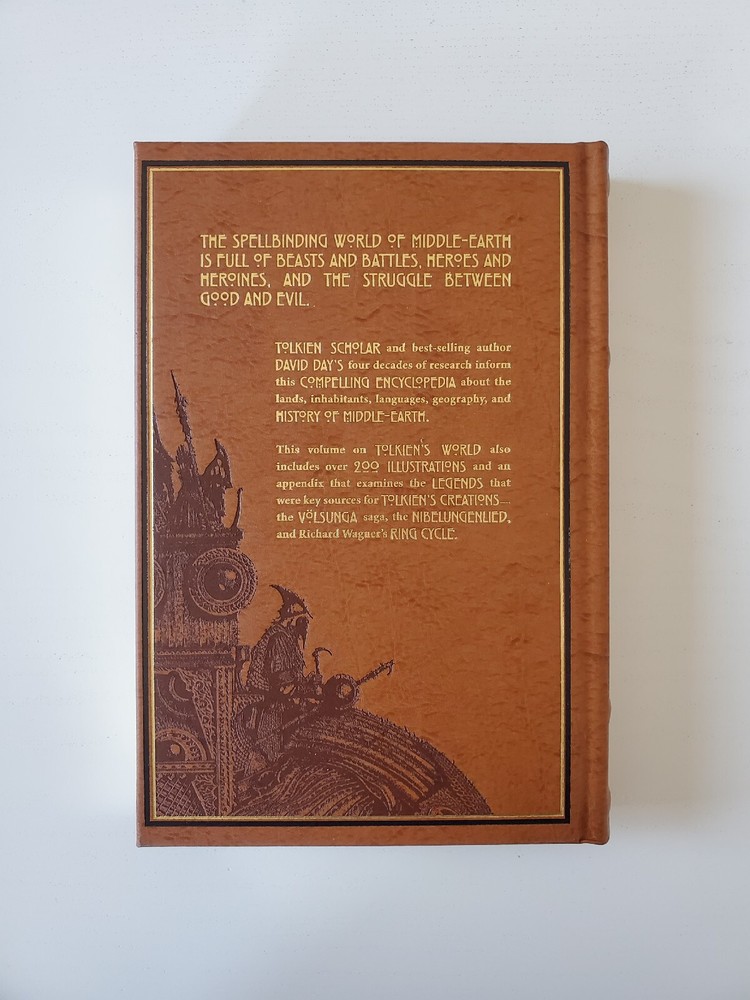 THE SPELLBINDING WORLD OF MIDDLE-EARTH
IS FULL OF BEASTS AND BATTLES, HEROES AND
HEROINES, AND THE STRUGGLE BETWEEN
GOOD AND EVIL.
TOLKIEN SCHOLAR and best-selling author
DAVID DAY'S four decades of research inform
this COMPELLING ENCYCLOPEDIA about the
lands, inhabitants, languages, geography, and
HISTORY OF MIDDLE-EARTH.
This volume on TOLKIEN'S WORLD also
includes over 200 ILLUSTRATIONS and an
appendix that examines the LEGENDS that
were key sources for TOLKIEN'S CREATIONS—
the VÖLSUNGA saga, the NIBELUNGENLIED,
and Richard Wagner's RING CYCLE.